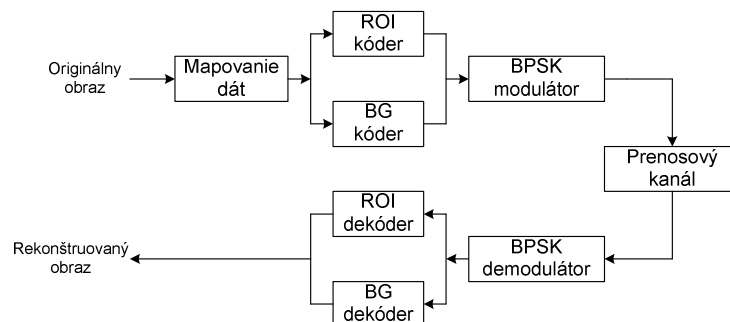 Originálny
obraz
Mapovanie
dát
ROI
kóder
BG
kóder
BPSK
modulátor
Prenosový
kanál
BPSK
demodulátor
ROI
dekóder
BG
dekóder
Rekonštruovaný
obraz